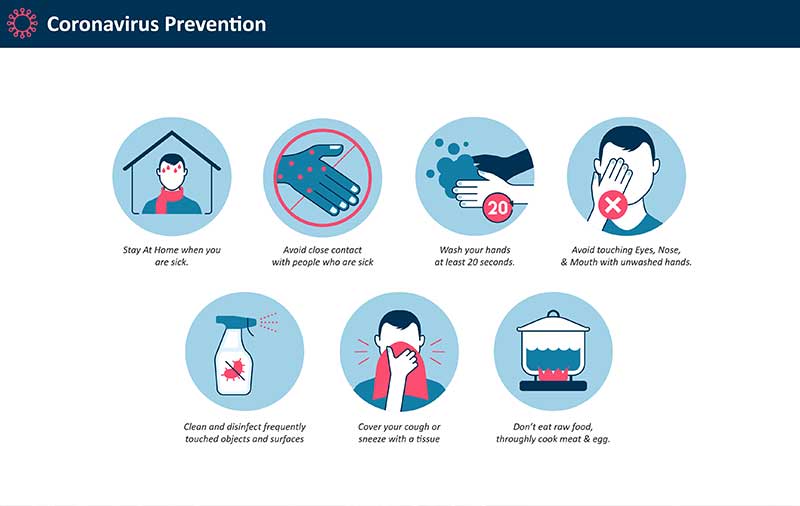 Coronavirus Prevention
Stay At Home when you
are sick.
Avoid close contact
with people who are sick
20
Wash your hands
at least 20 seconds.
Avoid touching Eyes, Nose,
& Mouth with unwashed hands.
Clean and disinfect frequently
touched objects and surfaces
Cover your cough or
sneeze with a tissue
Don't eat raw food,
throughly cook meat & egg.